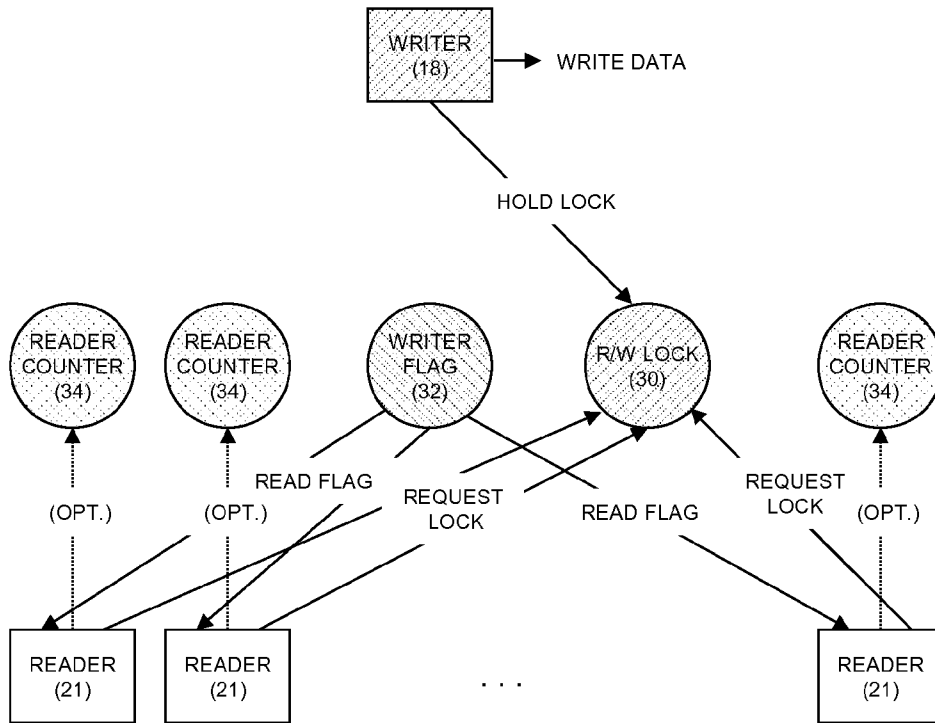 WRITER
(18)
WRITE DATA
HOLD LOCK
READER
COUNTER
(34)
READER
COUNTER
(34)
WRITER
FLAG
(32)
R/W LOCK
(30)
READER
COUNTER
(34)
READ FLAG
REQUEST
LOCK
READ FLAG
REQUEST
LOCK
(OPT.)
(OPT.)
(OPT.)
READER
(21)
READER
(21)
. . .
READER
(21)